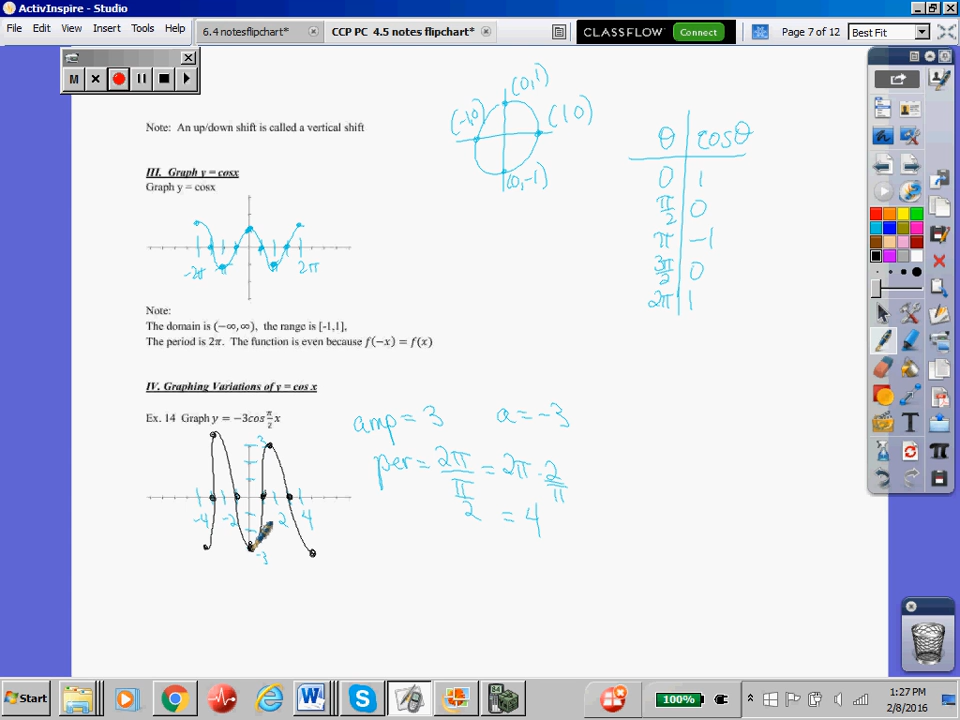 ActivInspire - Studio
File Edit View Insert Tools Help
6.4 notesflipchart*
CCP PC 4.5 notes flipchart*
CLASSFLOW Connect
Page 7 of 12
Best Fit
M
Note: An up/down shift is called a vertical shift
III. Graph y = cosx
Graph y = cosx
-2π
2π
Note:
The domain is (−∞,∞), the range is [-1,1],
The period is 2π. The function is even because f(−x) = f(x)
IV. Graphing Variations of y = cos x
Ex. 14 Graph y = −3cos π/2 x
3
-4 -2 2 4
-3
(0,1)
(-1,0)
(1,0)
(0,-1)
θ cosθ
0 1
π/2 0
π -1
3π/2 0
2π 1
amp = 3 a = -3
per = 2π/(π/2) = 2π · 2/π
= 4
T
π
Start
W
S
100%
1:27 PM
2/8/2016